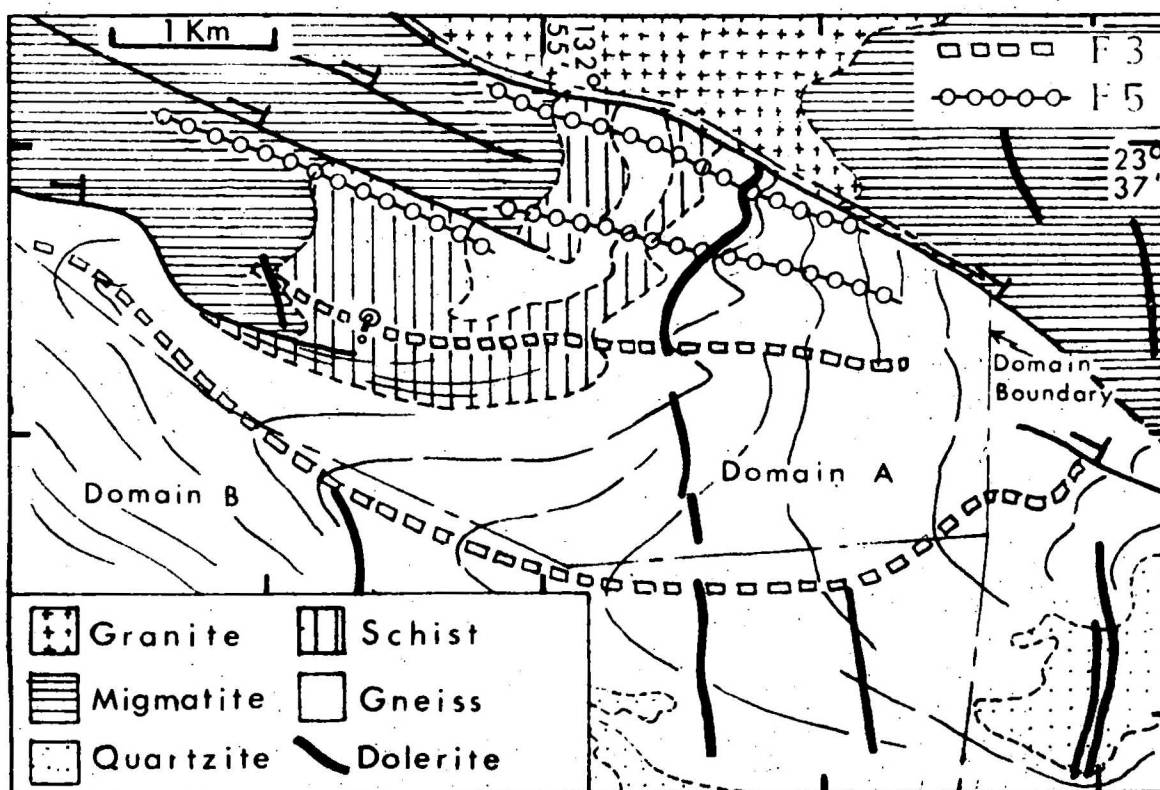 1 Km
132°
55'
F 3
F 5
23°
37'
Domain
Boundary
Domain A
Domain B
Granite
Schist
Migmatite
Gneiss
Quartzite
Dolerite